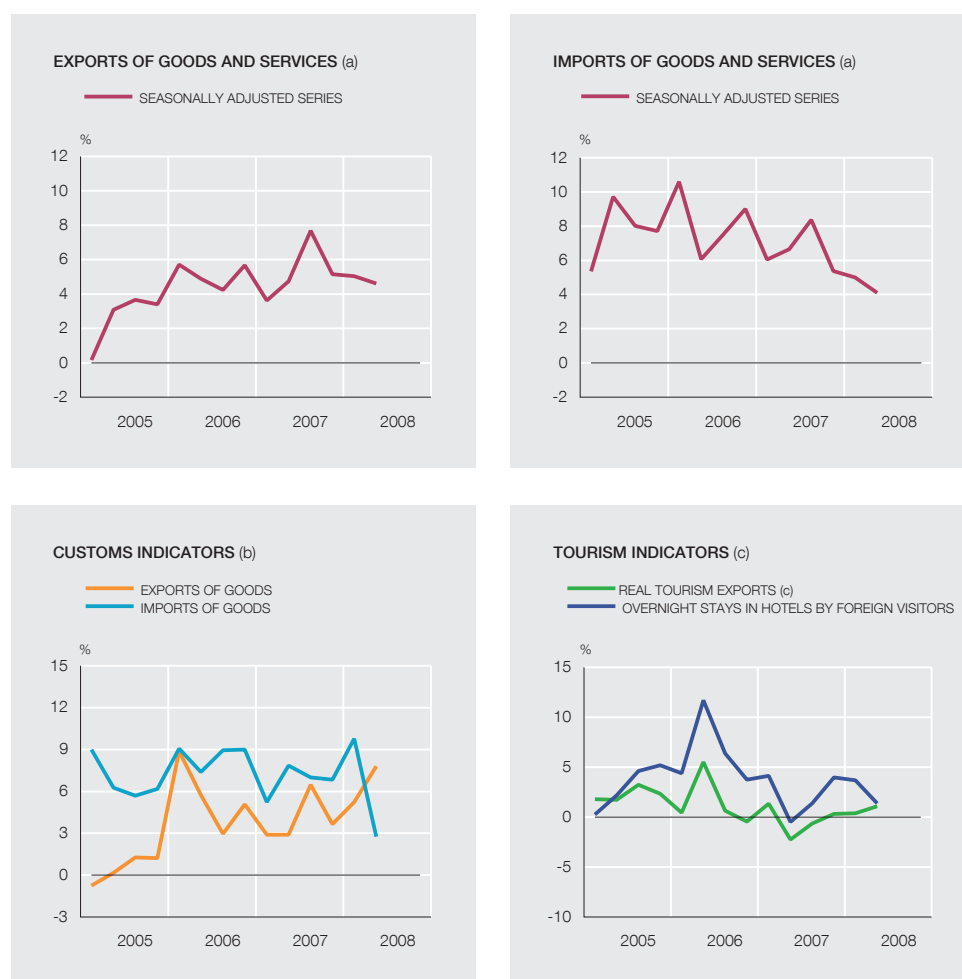 EXPORTS OF GOODS AND SERVICES (a)
SEASONALLY ADJUSTED SERIES
%
12
10
8
6
4
2
0
-2
2005 2006 2007 2008
IMPORTS OF GOODS AND SERVICES (a)
SEASONALLY ADJUSTED SERIES
%
12
10
8
6
4
2
0
-2
2005 2006 2007 2008
CUSTOMS INDICATORS (b)
EXPORTS OF GOODS
IMPORTS OF GOODS
%
15
12
9
6
3
0
-3
2005 2006 2007 2008
TOURISM INDICATORS (c)
REAL TOURISM EXPORTS (c)
OVERNIGHT STAYS IN HOTELS BY FOREIGN VISITORS
%
15
10
5
0
-5
-10
2005 2006 2007 2008